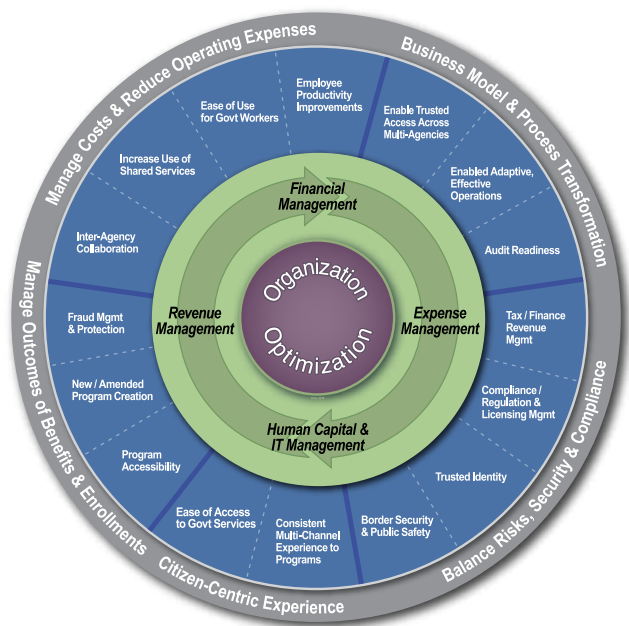 Manage Costs & Reduce Operating Expenses
Business Model & Process Transformation
Balance Risks, Security & Compliance
Citizen-Centric Experience
Manage Outcomes of Benefits & Enrollments
Employee
Productivity
Improvements
Enable Trusted
Access Across
Multi-Agencies
Enabled Adaptive,
Effective
Operations
Audit Readiness
Tax / Finance
Revenue
Mgmt
Compliance /
Regulation &
Licensing Mgmt
Trusted Identity
Border Security
& Public Safety
Consistent
Multi-Channel
Experience to
Programs
Ease of Access
to Govt Services
Program
Accessibility
New / Amended
Program Creation
Fraud Mgmt
& Protection
Inter-Agency
Collaboration
Increase Use of
Shared Services
Ease of Use
for Govt Workers
Financial
Management
Expense
Management
Human Capital &
IT Management
Revenue
Management
Organization
Optimization